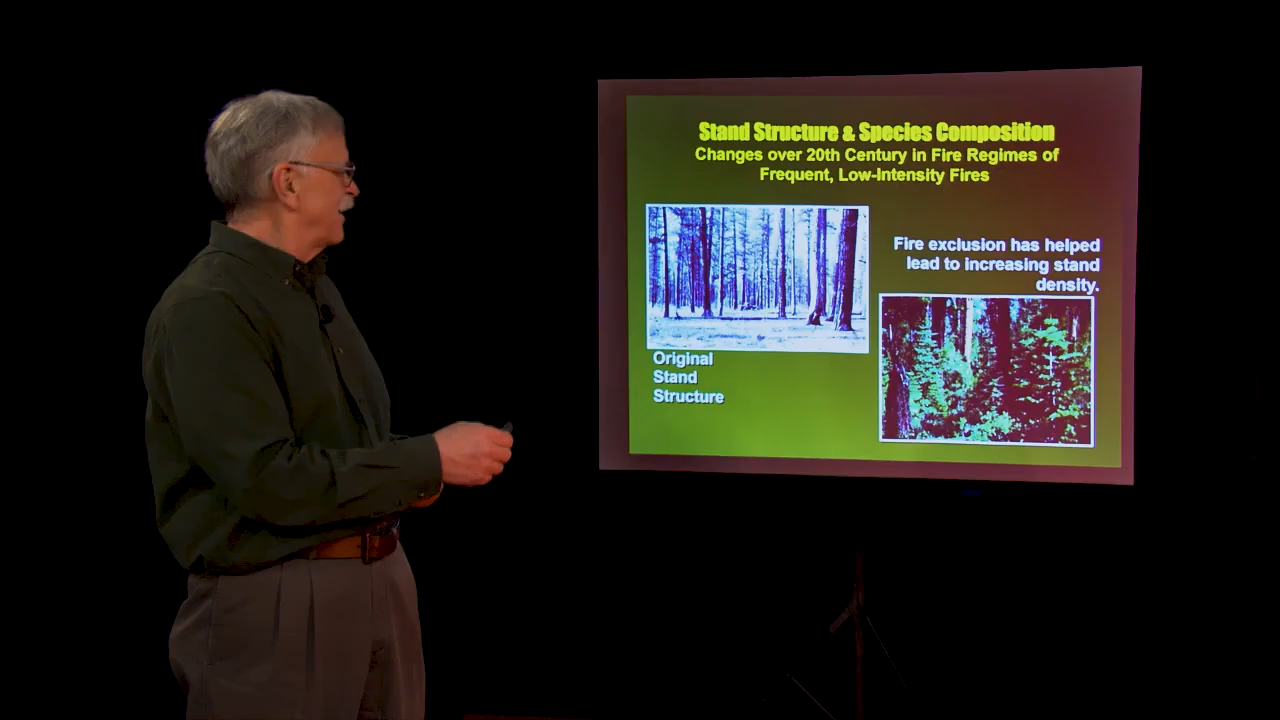 Stand Structure & Species Composition
Changes over 20th Century in Fire Regimes of
Frequent, Low-Intensity Fires
Fire exclusion has helped
lead to increasing stand
density.
Original
Stand
Structure